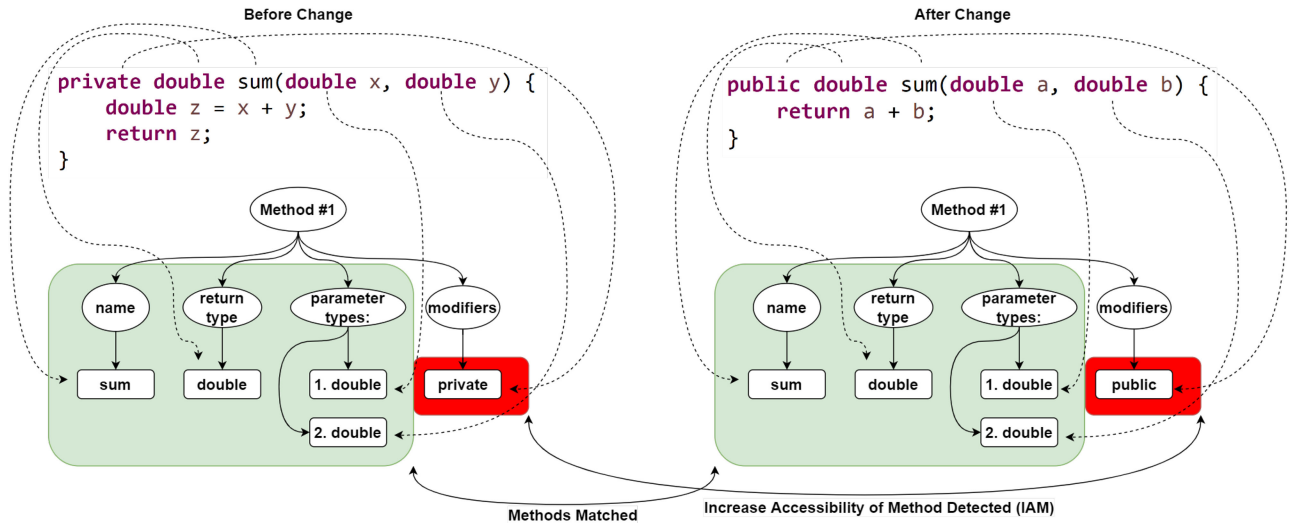 Before Change
private double sum(double x, double y) {
double z = x + y;
return z;
}
Method #1
name
return
type
parameter
types:
modifiers
sum
double
1. double
private
2. double
After Change
public double sum(double a, double b) {
return a + b;
}
Method #1
name
return
type
parameter
types:
modifiers
sum
double
1. double
public
2. double
Methods Matched
Increase Accessibility of Method Detected (IAM)